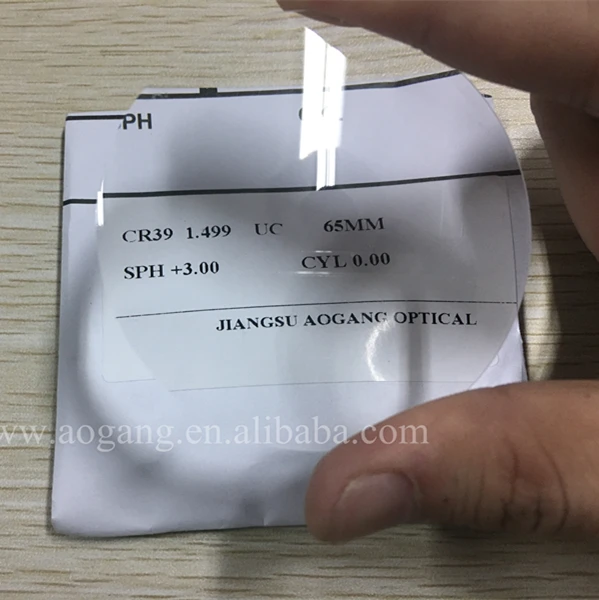 PH
CR39 1.499 UC 65MM
SPH +3.00 CYL 0.00
JIANGSU AOGANG OPTICAL
www.aogang.en.alibaba.com